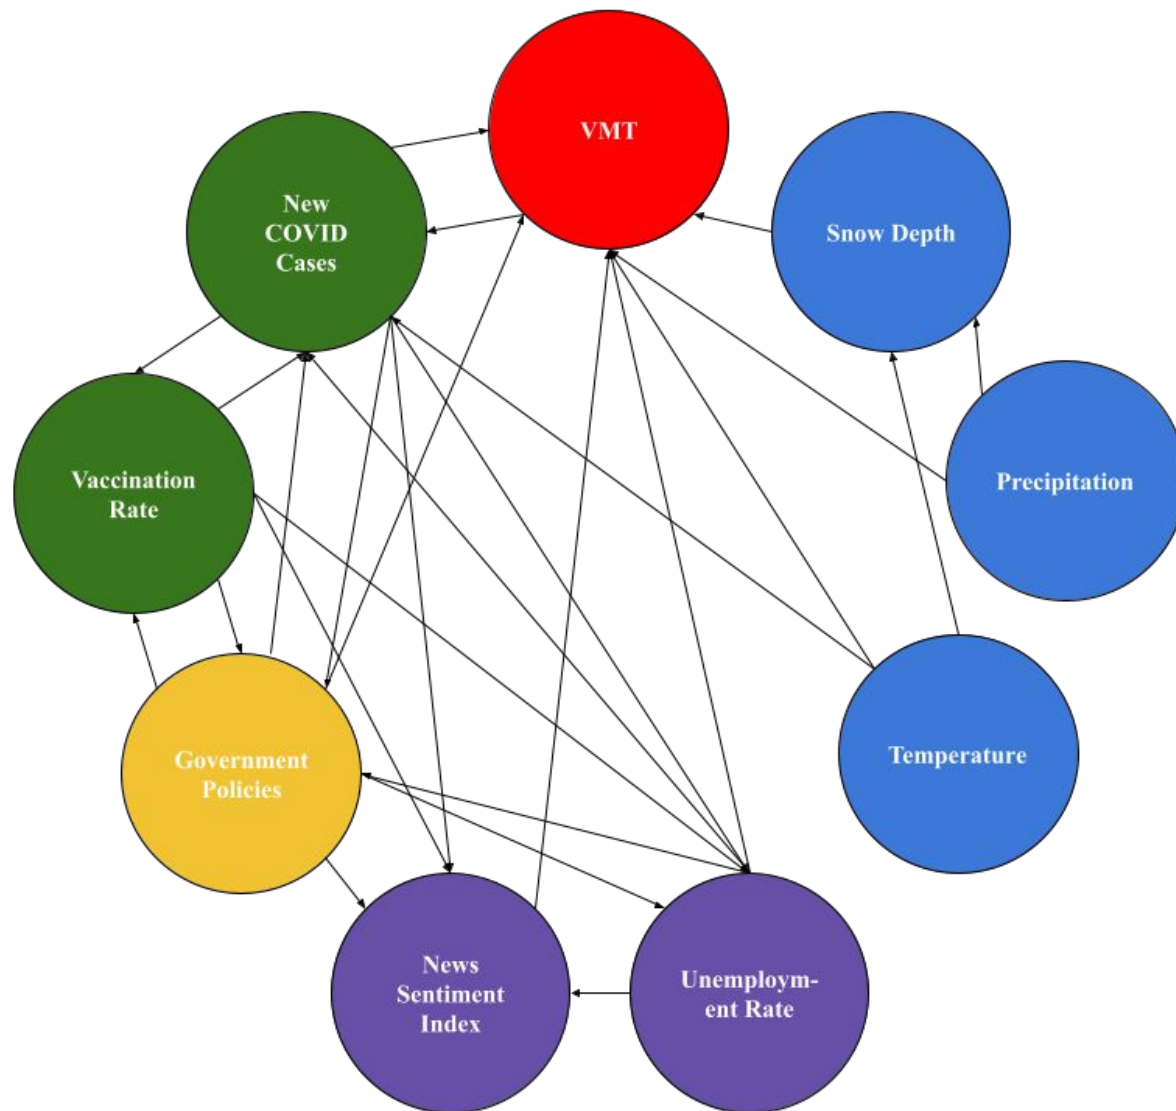 VMT
New
COVID
Cases
Snow Depth
Vaccination
Rate
Precipitation
Government
Policies
Temperature
News
Sentiment
Index
Unemploym-
ent Rate